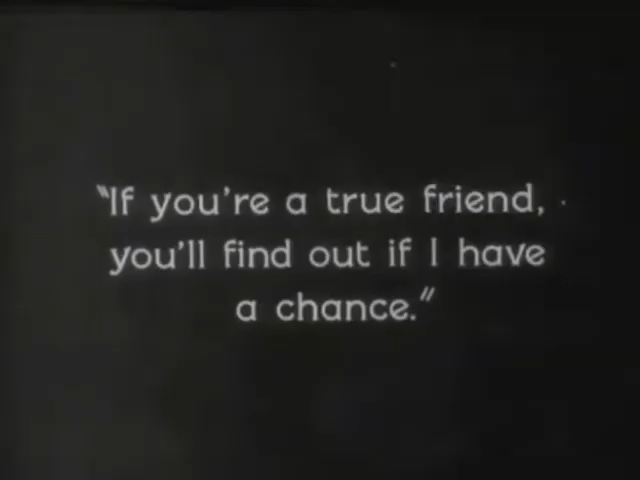 "If you're a true friend,
you'll find out if I have
a chance."